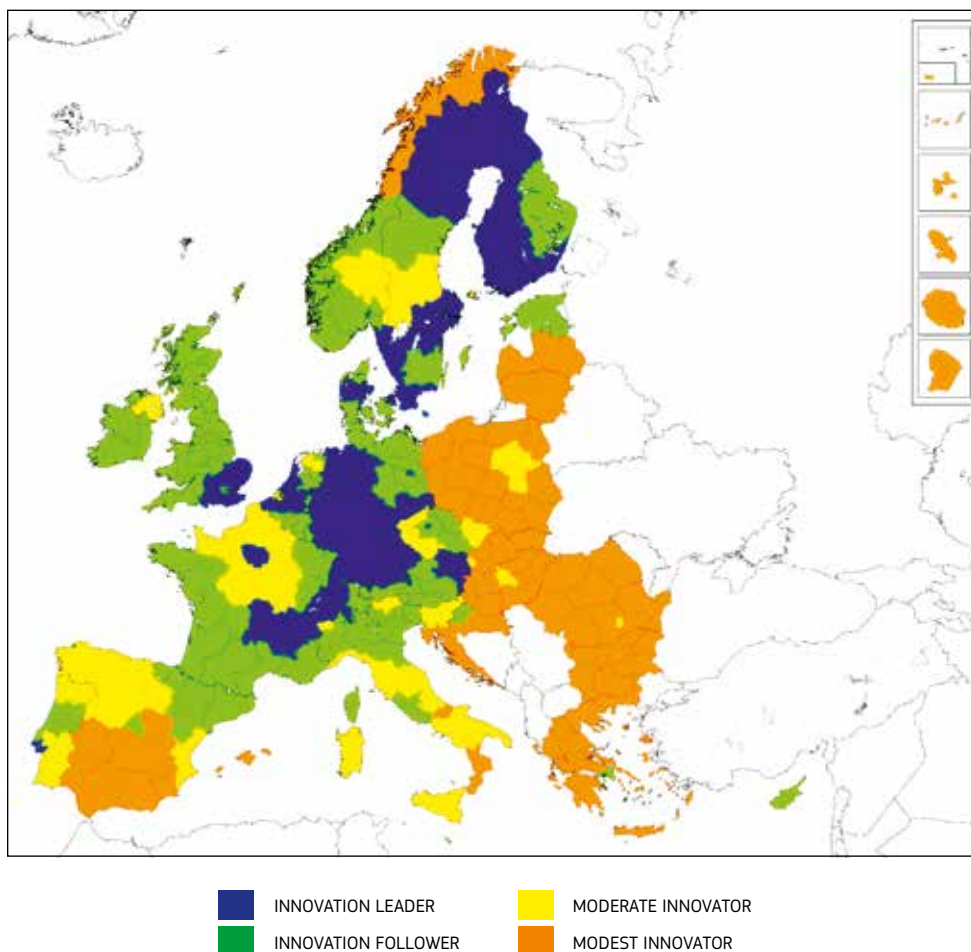 INNOVATION LEADER
INNOVATION FOLLOWER
MODERATE INNOVATOR
MODEST INNOVATOR